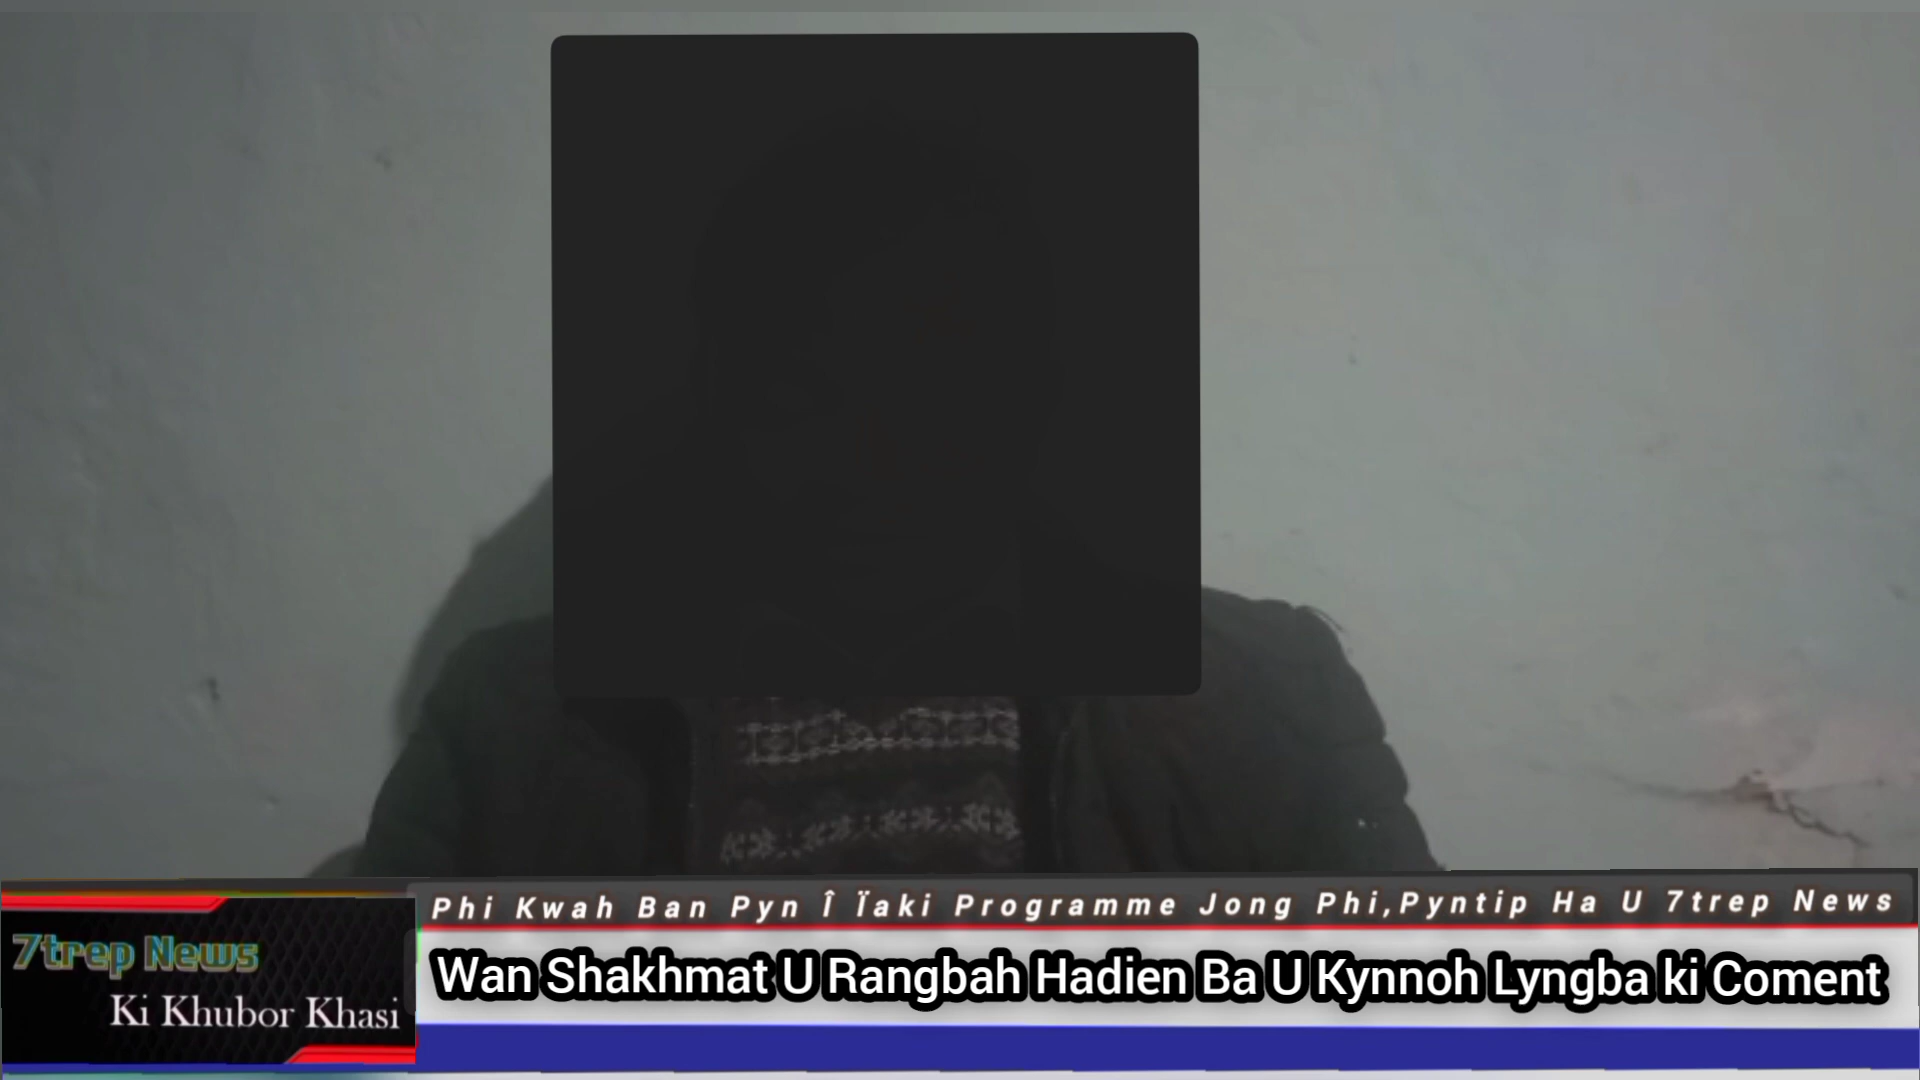 Phi Kwah Ban Pyn Î Ïaki Programme Jong Phi,Pyntip Ha U 7trep News
7trep News
Ki Khubor Khasi
Wan Shakhmat U Rangbah Hadien Ba U Kynnoh Lyngba ki Coment